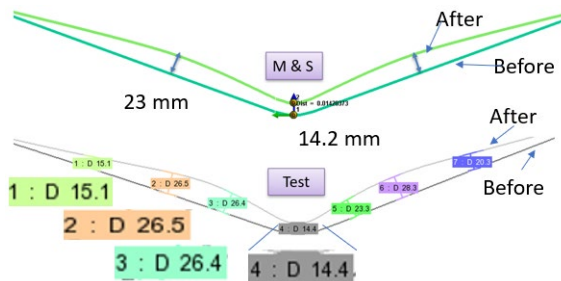 After
M & S
Before
23 mm
Dist = 0.01420373
14.2 mm
After
Before
1 : D 15.1
2 : D 26.5
3 : D 26.4
Test
4 : D 14.4
5 : D 23.3
6 : D 28.3
7 : D 20.3
1 : D 15.1
2 : D 26.5
3 : D 26.4
4 : D 14.4